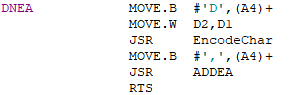 DNEA MOVE.B #'D',(A4)+
MOVE.W D2,D1
JSR EncodeChar
MOVE.B #',',(A4)+
JSR ADDEA
RTS